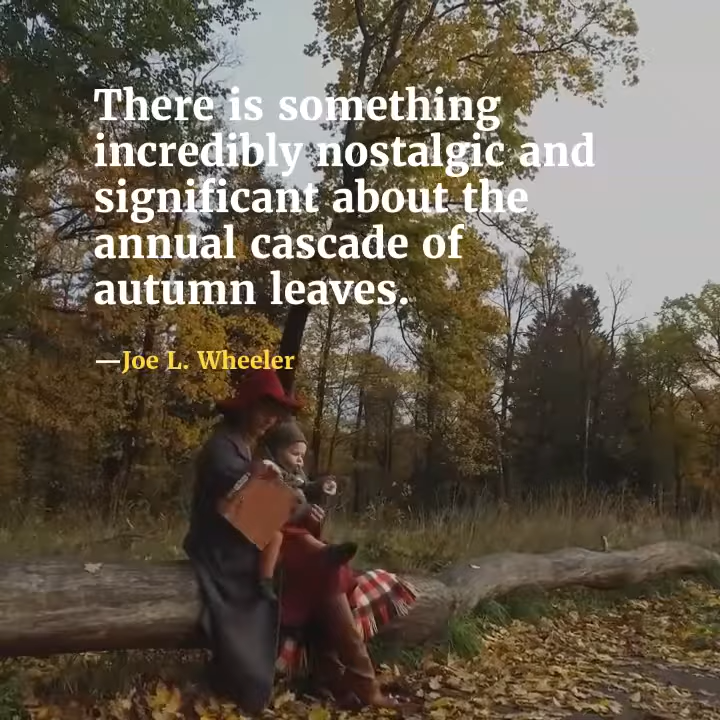 There is something
incredibly nostalgic and
significant about the
annual cascade of
autumn leaves.
—Joe L. Wheeler